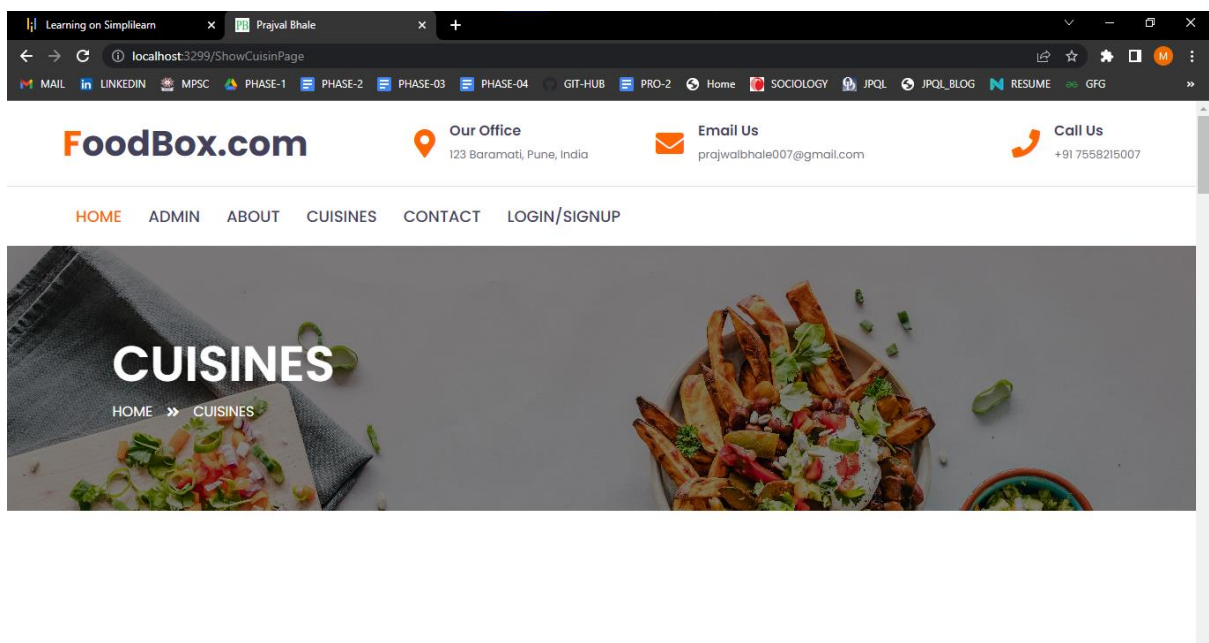 Learning on Simplilearn
PB Prajval Bhale
localhost:3299/ShowCuisinPage
M
MAIL in LINKEDIN MPSC PHASE-1 PHASE-2 PHASE-03 PHASE-04 GIT-HUB PRO-2 Home SOCIOLOGY JPQL JPQL_BLOG RESUME GFG »
FoodBox.com
Our Office
123 Baramati, Pune, India
Email Us
prajwalbhale007@gmail.com
Call Us
+91 7558215007
HOME ADMIN ABOUT CUISINES CONTACT LOGIN/SIGNUP
CUISINES
HOME » CUISINES